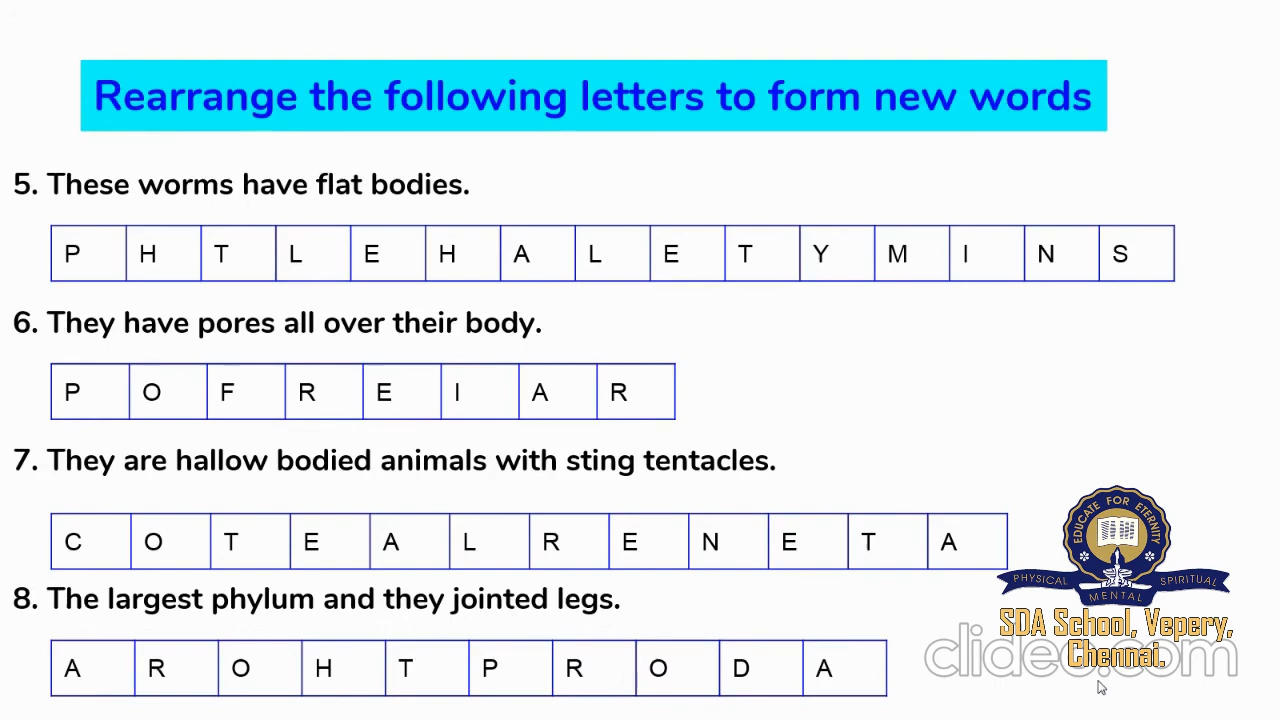 Rearrange the following letters to form new words
5. These worms have flat bodies.
P H T L E H A L E T Y M I N S
6. They have pores all over their body.
P O F R E I A R
7. They are hallow bodied animals with sting tentacles.
C O T E A L R E N E T A
8. The largest phylum and they jointed legs.
A R O H T P R O D A
EDUCATE FOR ETERNITY
PHYSICAL MENTAL SPIRITUAL
SDA School, Vepery,
Chennai.
clideo.com